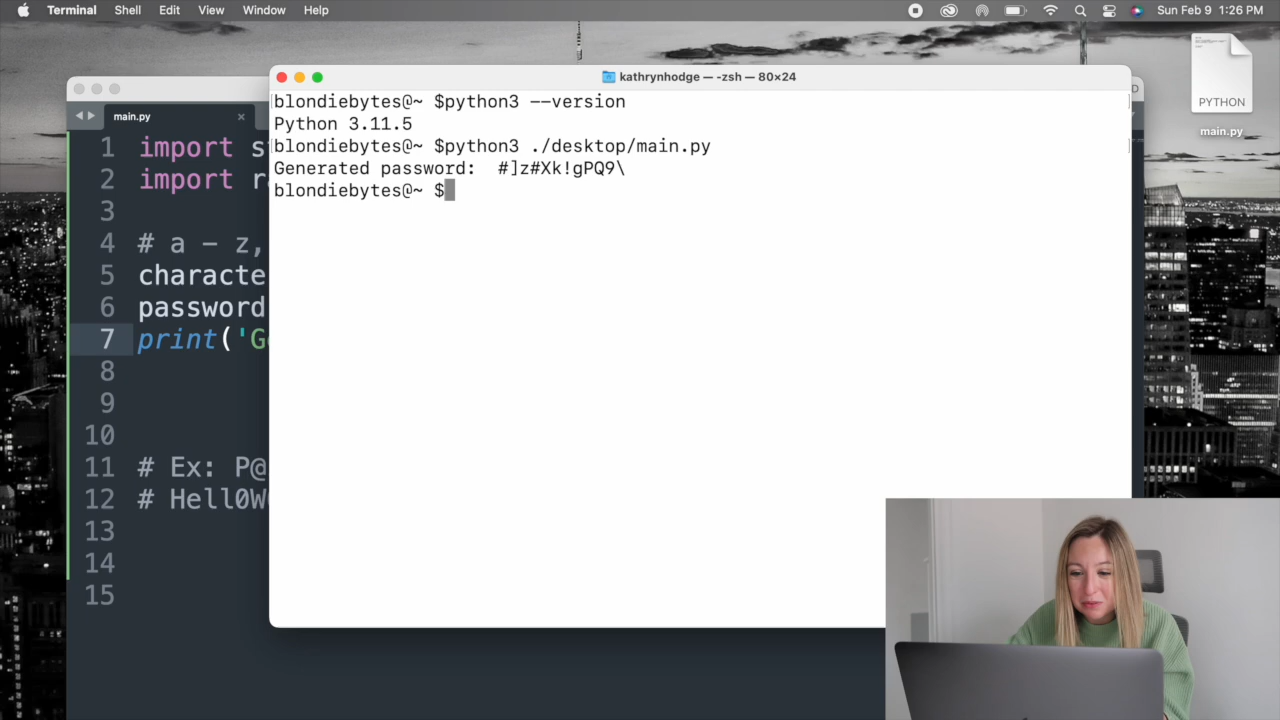 Terminal Shell Edit View Window Help Sun Feb 9 1:26 PM
kathrynhodge — -zsh — 80×24
blondiebytes@~ $python3 --version
Python 3.11.5
blondiebytes@~ $python3 ./desktop/main.py
Generated password:  #]z#Xk!gPQ9\
blondiebytes@~ $
main.py
1 import s
2 import r
3
4 # a - z,
5 characte
6 password
7 print('G
8
9
10
11 # Ex: P@
12 # Hell0W
13
14
15
PYTHON
main.py